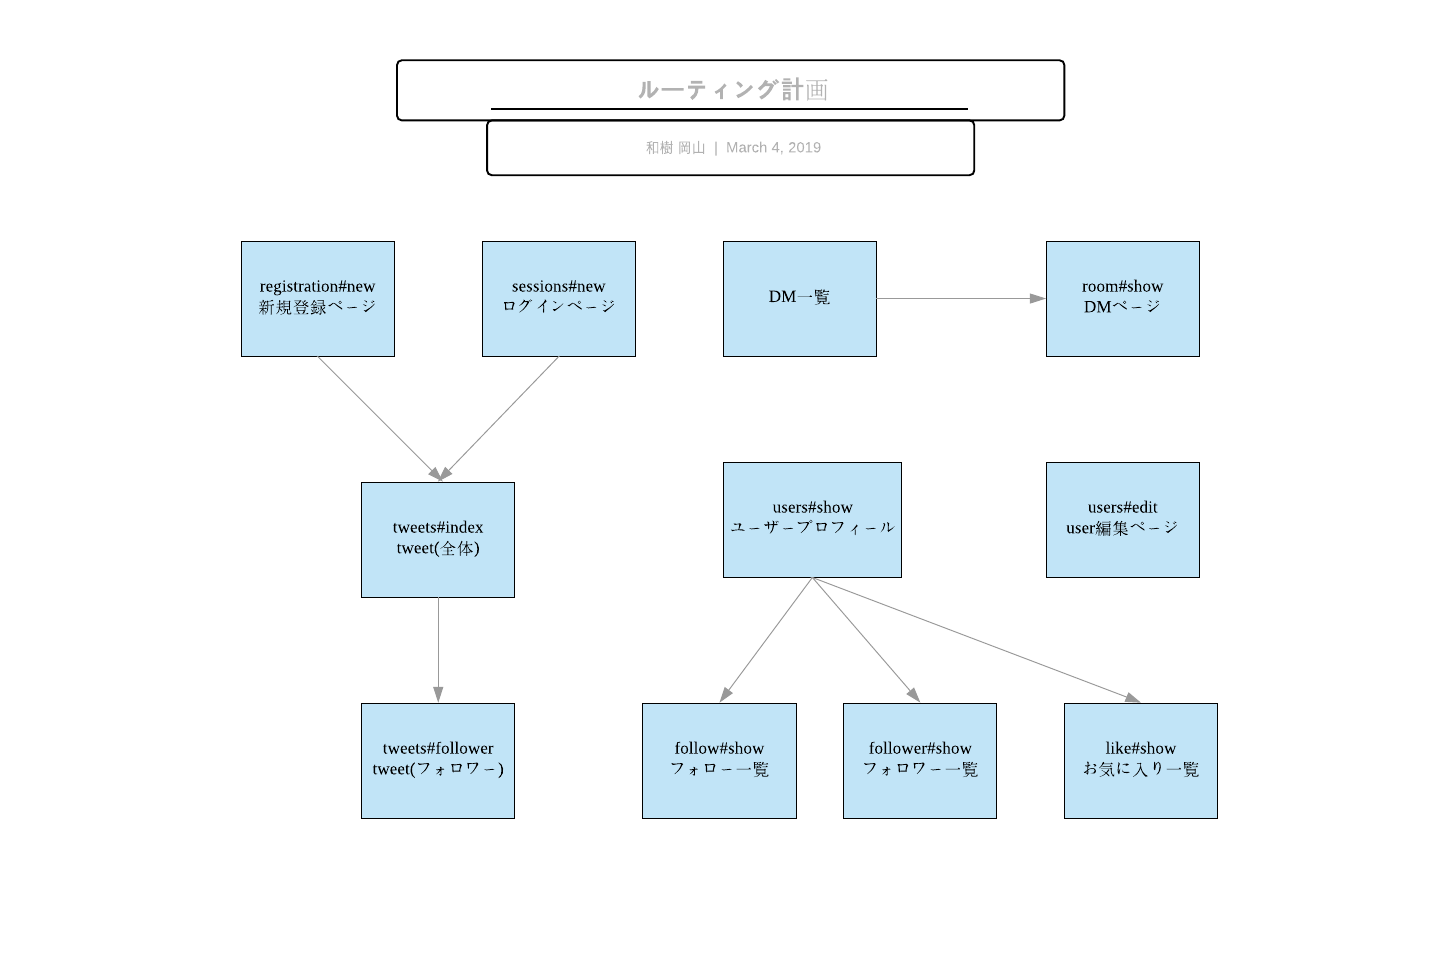 ルーティング計画
和樹 岡山 | March 4, 2019
registration#new
新規登録ページ
sessions#new
ログインページ
DM一覧
room#show
DMページ
tweets#index
tweet(全体)
users#show
ユーザープロフィール
users#edit
user編集ページ
tweets#follower
tweet(フォロワー)
follow#show
フォロー一覧
follower#show
フォロワー一覧
like#show
お気に入り一覧